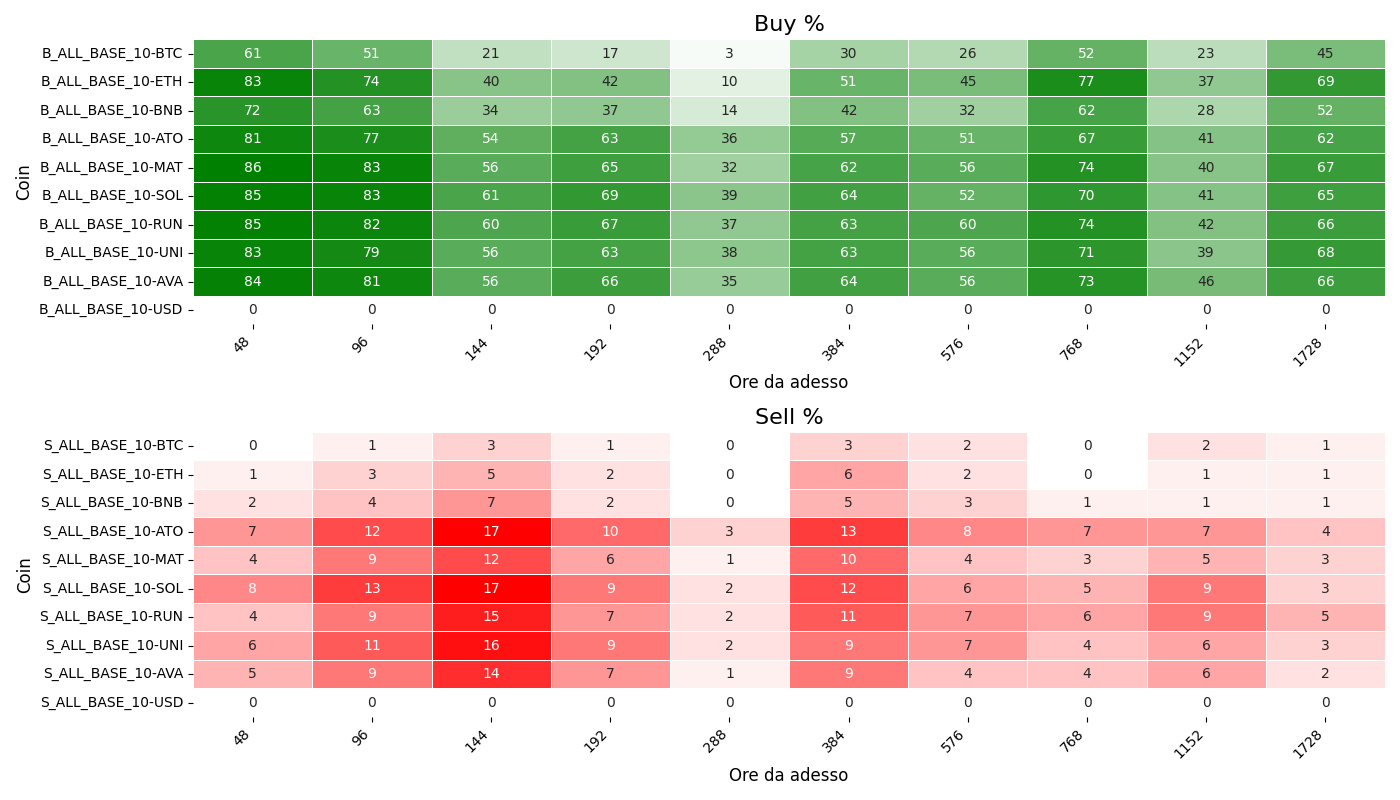 Buy %
Coin
B_ALL_BASE_10-BTC 61 51 21 17 3 30 26 52 23 45
B_ALL_BASE_10-ETH 83 74 40 42 10 51 45 77 37 69
B_ALL_BASE_10-BNB 72 63 34 37 14 42 32 62 28 52
B_ALL_BASE_10-ATO 81 77 54 63 36 57 51 67 41 62
B_ALL_BASE_10-MAT 86 83 56 65 32 62 56 74 40 67
B_ALL_BASE_10-SOL 85 83 61 69 39 64 52 70 41 65
B_ALL_BASE_10-RUN 85 82 60 67 37 63 60 74 42 66
B_ALL_BASE_10-UNI 83 79 56 63 38 63 56 71 39 68
B_ALL_BASE_10-AVA 84 81 56 66 35 64 56 73 46 66
B_ALL_BASE_10-USD 0 0 0 0 0 0 0 0 0 0
48 96 144 192 288 384 576 768 1152 1728
Ore da adesso
Sell %
Coin
S_ALL_BASE_10-BTC 0 1 3 1 0 3 2 0 2 1
S_ALL_BASE_10-ETH 1 3 5 2 0 6 2 0 1 1
S_ALL_BASE_10-BNB 2 4 7 2 0 5 3 1 1 1
S_ALL_BASE_10-ATO 7 12 17 10 3 13 8 7 7 4
S_ALL_BASE_10-MAT 4 9 12 6 1 10 4 3 5 3
S_ALL_BASE_10-SOL 8 13 17 9 2 12 6 5 9 3
S_ALL_BASE_10-RUN 4 9 15 7 2 11 7 6 9 5
S_ALL_BASE_10-UNI 6 11 16 9 2 9 7 4 6 3
S_ALL_BASE_10-AVA 5 9 14 7 1 9 4 4 6 2
S_ALL_BASE_10-USD 0 0 0 0 0 0 0 0 0 0
48 96 144 192 288 384 576 768 1152 1728
Ore da adesso